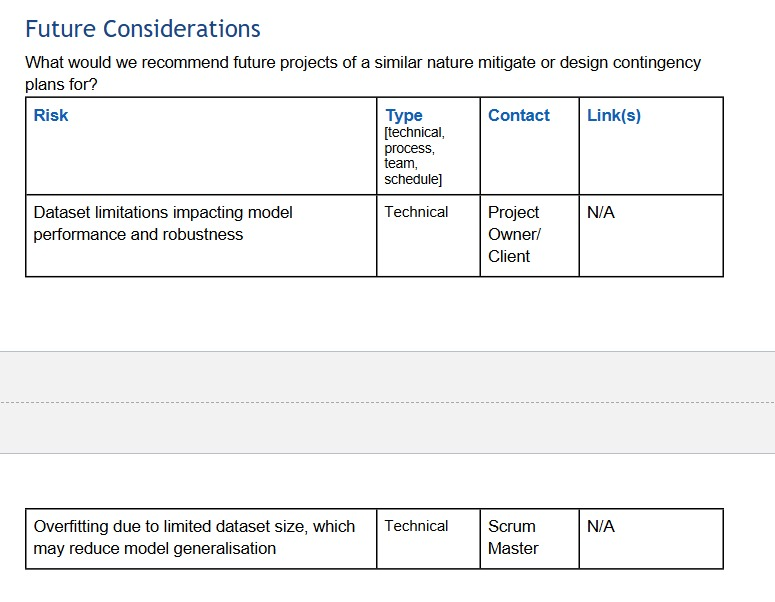 Future Considerations
What would we recommend future projects of a similar nature mitigate or design contingency
plans for?
Risk
Type
[technical,
process,
team,
schedule]
Contact
Link(s)
Dataset limitations impacting model
performance and robustness
Technical
Project
Owner/
Client
N/A
Overfitting due to limited dataset size, which
may reduce model generalisation
Technical
Scrum
Master
N/A